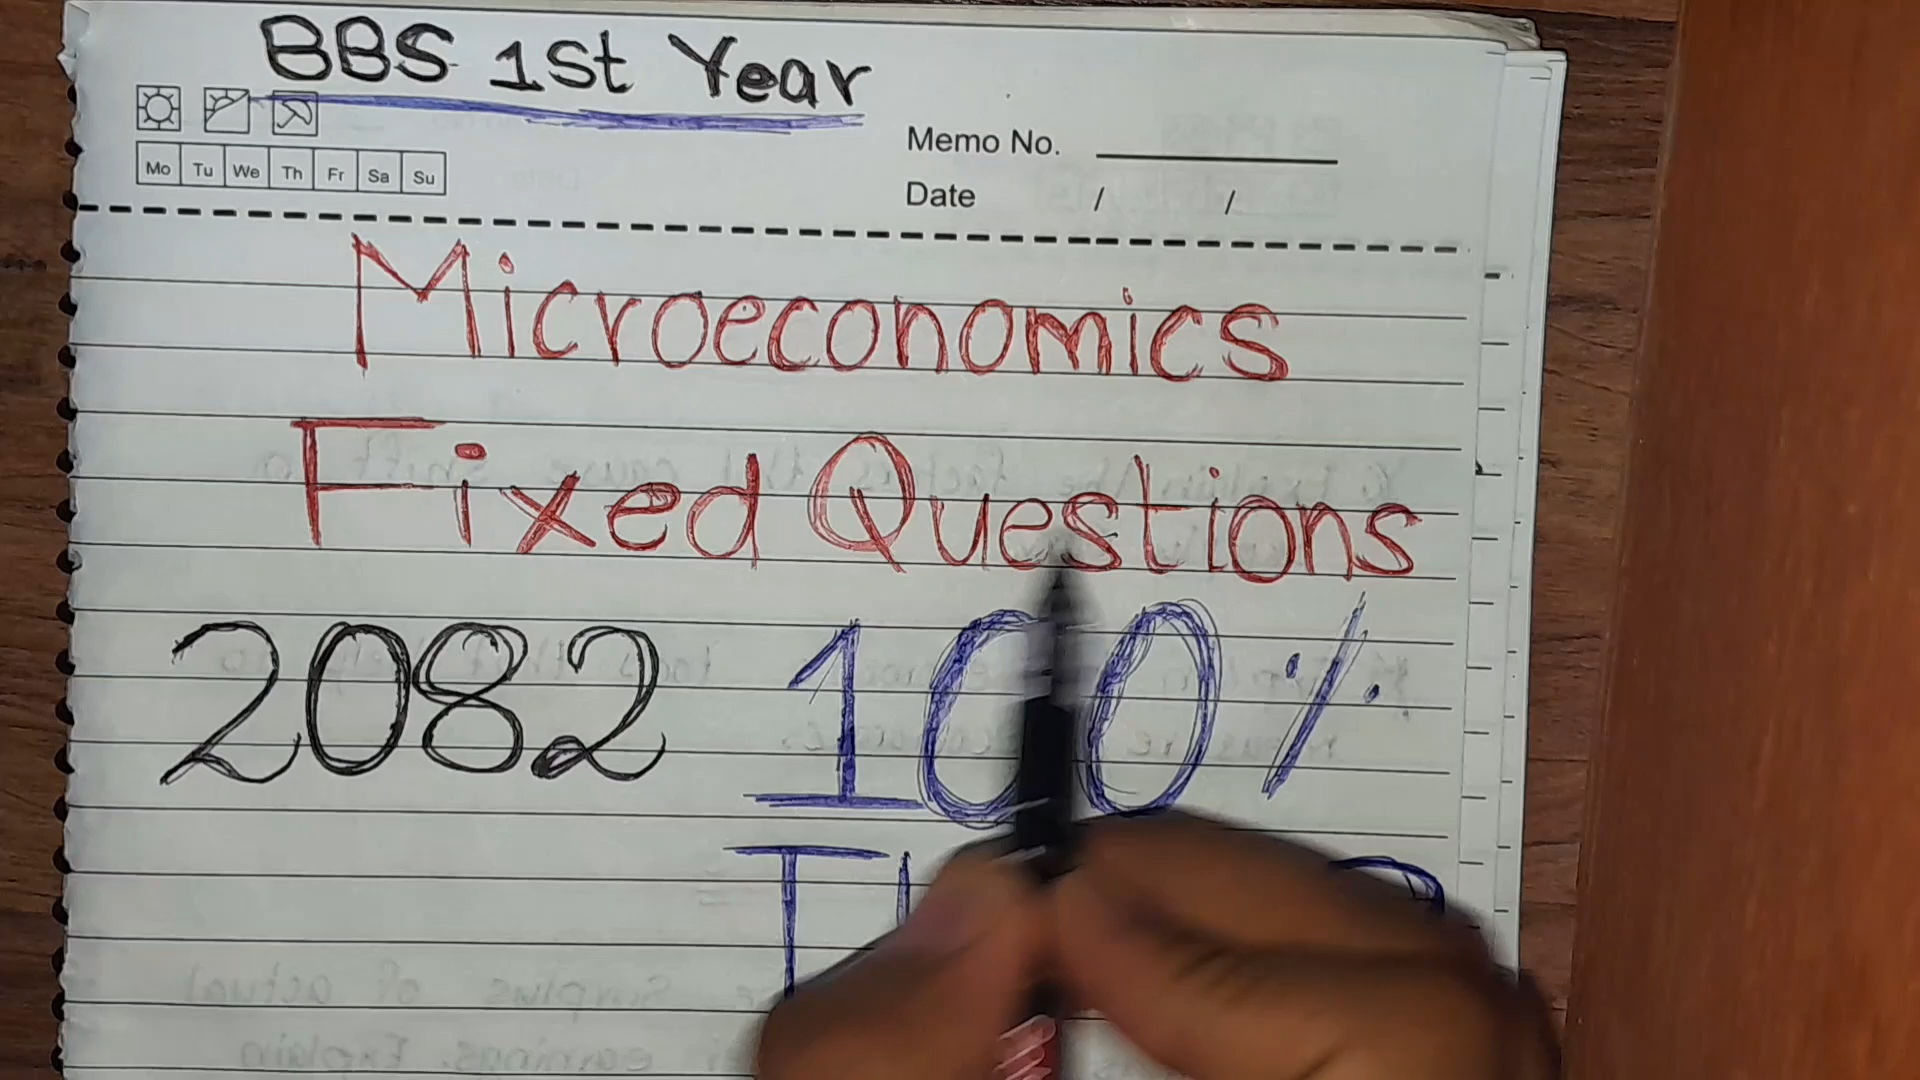 BBS 1st Year
Memo No.
Mo Tu We Th Fr Sa Su
Date / /
Microeconomics
Fixed Questions
2082 100%